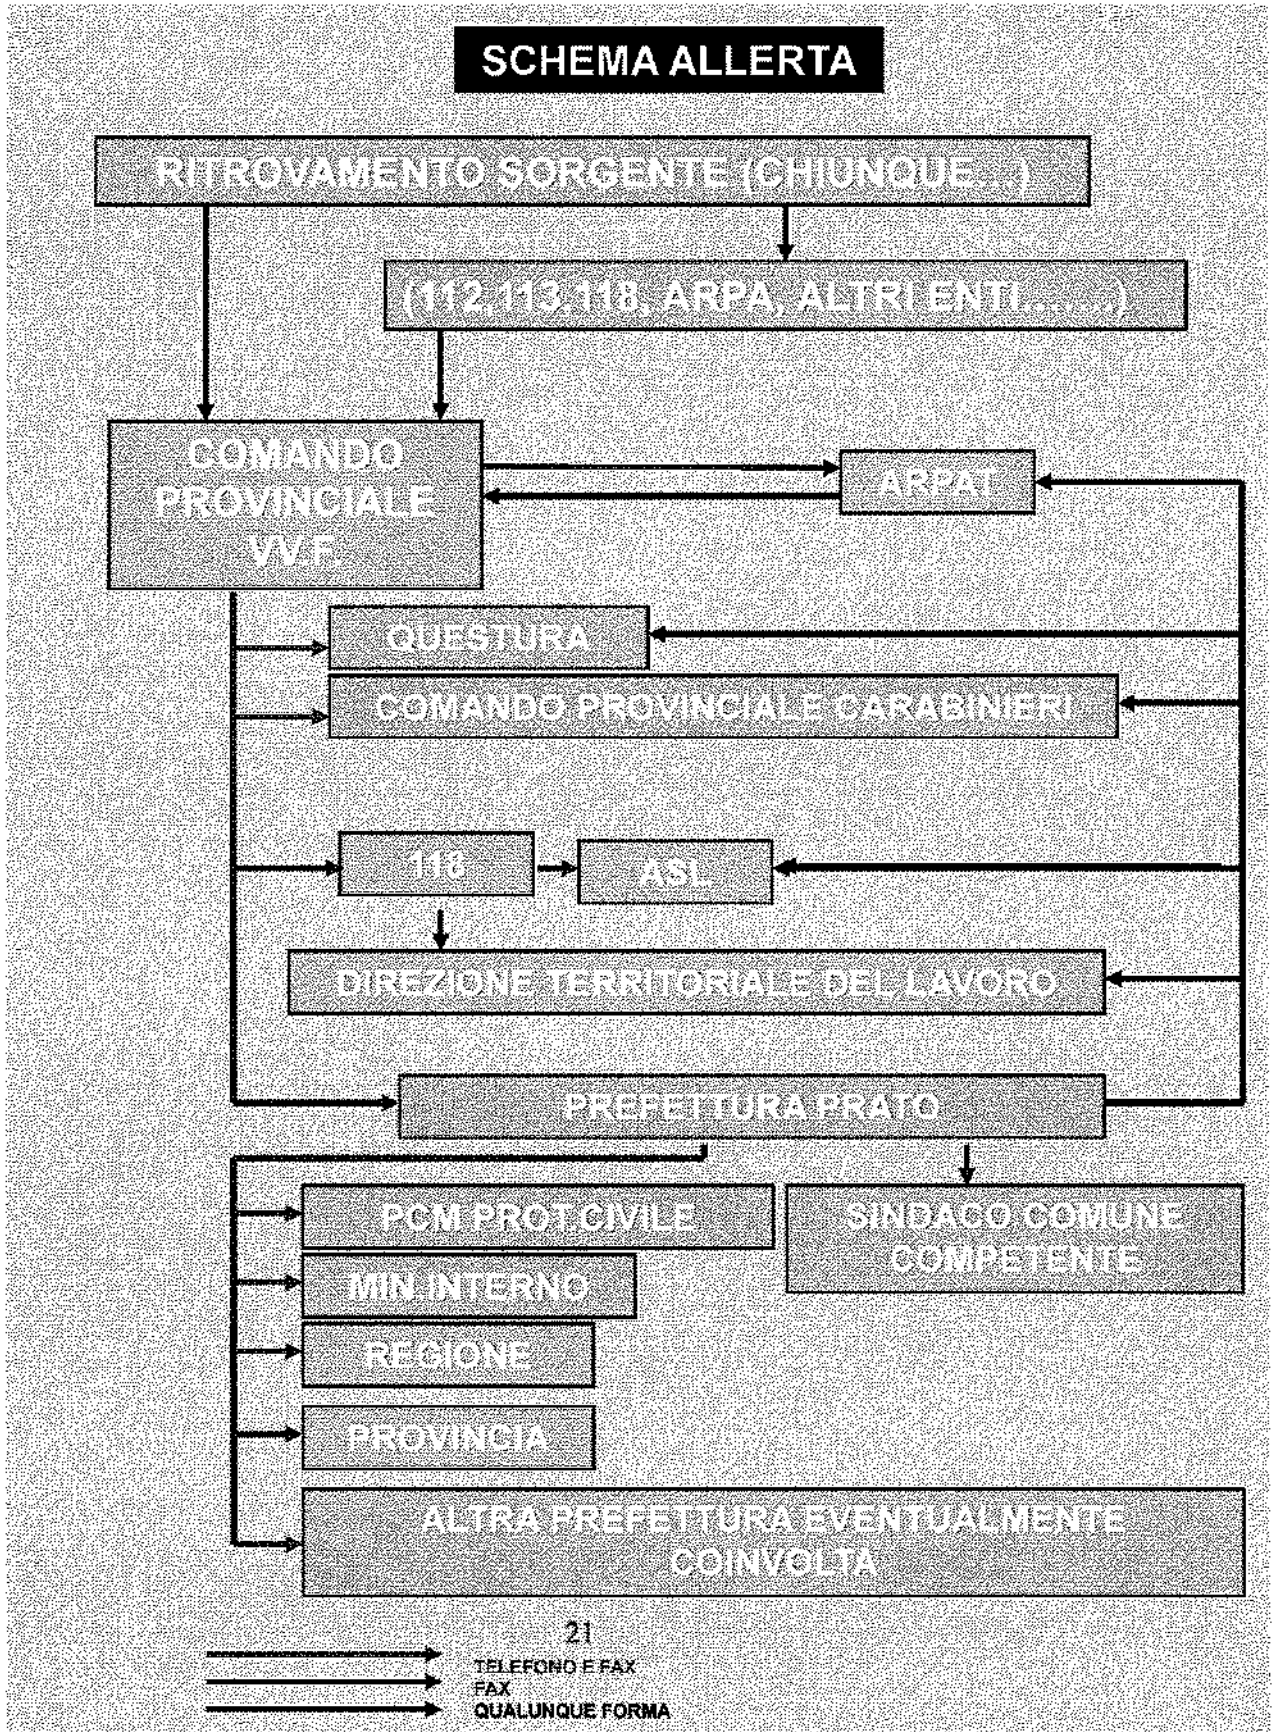 SCHEMA ALLERTA
RITROVAMENTO SORGENTE (CHIUNQUE...)
(112,113,118, ARPA, ALTRI ENTI.......)
COMANDO
PROVINCIALE
VV.F.
ARPAT
QUESTURA
COMANDO PROVINCIALE CARABINIERI
118
ASL
DIREZIONE TERRITORIALE DEL LAVORO
PREFETTURA PRATO
PCM PROT.CIVILE
SINDACO COMUNE
COMPETENTE
MIN.INTERNO
REGIONE
PROVINCIA
ALTRA PREFETTURA EVENTUALMENTE
COINVOLTA
21
TELEFONO E FAX
FAX
QUALUNQUE FORMA